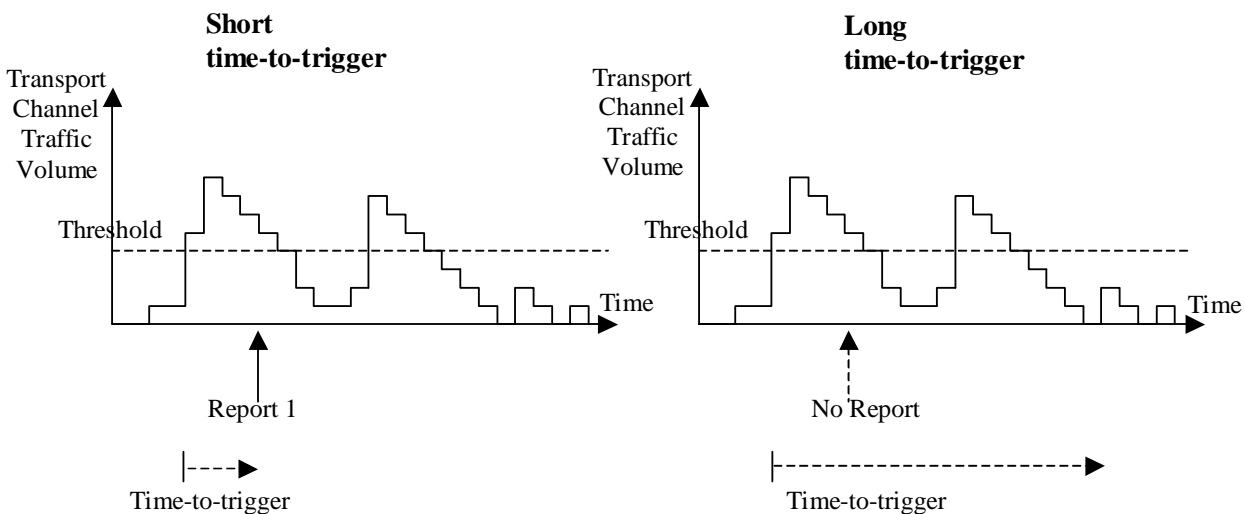 Short
time-to-trigger
Transport
Channel
Traffic
Volume
Threshold
Time
Report 1
Time-to-trigger
Long
time-to-trigger
Transport
Channel
Traffic
Volume
Threshold
Time
No Report
Time-to-trigger